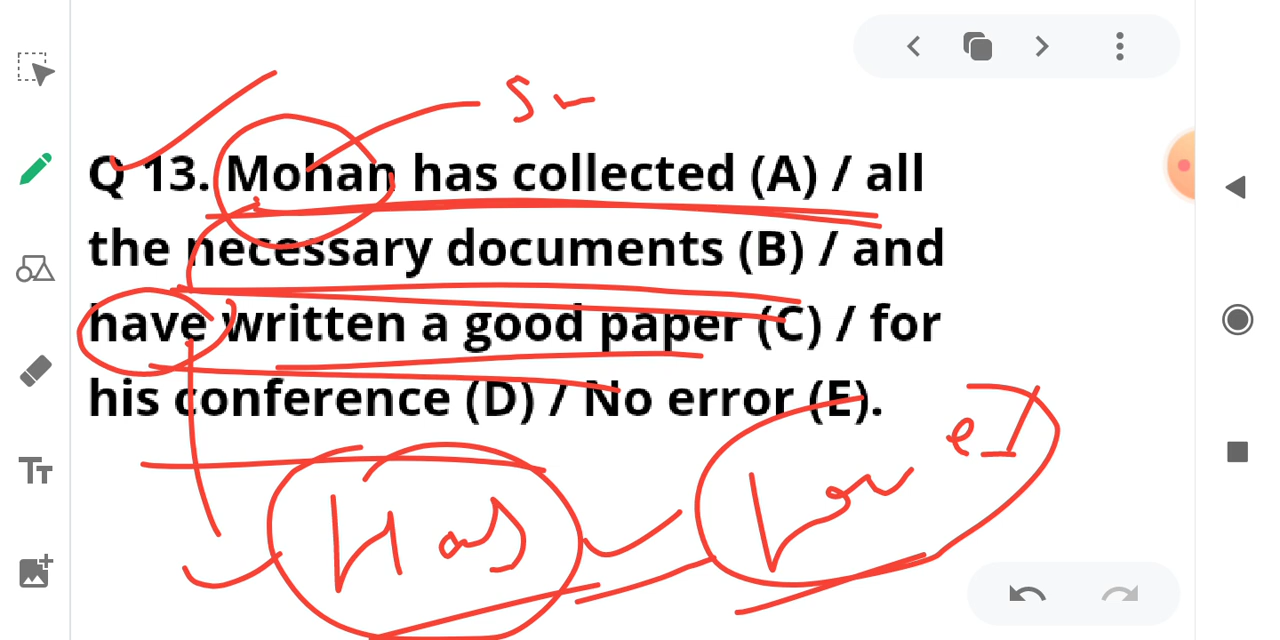 S
Q 13. Mohan has collected (A) / all
the necessary documents (B) / and
have written a good paper (C) / for
his conference (D) / No error (E).
Has
Tт